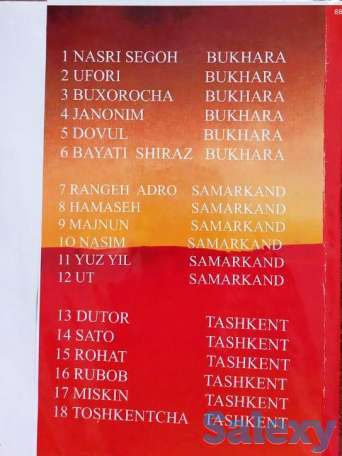 1 NASRI SEGOH BUKHARA
2 UFORI BUKHARA
3 BUXOROCHA BUKHARA
4 JANONIM BUKHARA
5 DOVUL BUKHARA
6 BAYATI SHIRAZ BUKHARA
7 RANGEH ADRO SAMARKAND
8 HAMASEH SAMARKAND
9 MAJNUN SAMARKAND
10 NASIM SAMARKAND
11 YUZ YIL SAMARKAND
12 UT SAMARKAND
13 DUTOR TASHKENT
14 SATO TASHKENT
15 ROHAT TASHKENT
16 RUBOB TASHKENT
17 MISKIN TASHKENT
18 TOSHKENTCHA TASHKENT
Salexy